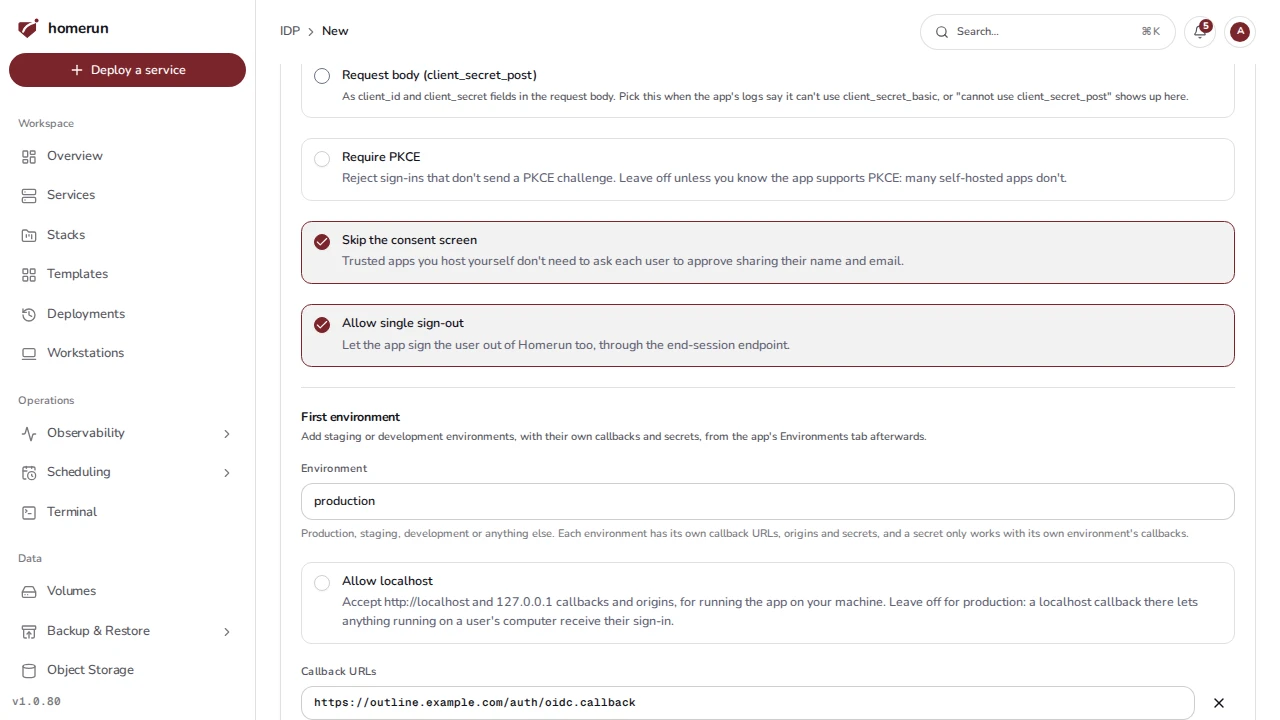 homerun
IDP > New
Search...
⌘K
5
A
Deploy a service
Workspace
Overview
Services
Stacks
Templates
Deployments
Workstations
Operations
Observability
Scheduling
Terminal
Data
Volumes
Backup & Restore
Object Storage
v1.0.80
Request body (client_secret_post)
As client_id and client_secret fields in the request body. Pick this when the app's logs say it can't use client_secret_basic, or "cannot use client_secret_post" shows up here.
Require PKCE
Reject sign-ins that don't send a PKCE challenge. Leave off unless you know the app supports PKCE: many self-hosted apps don't.
Skip the consent screen
Trusted apps you host yourself don't need to ask each user to approve sharing their name and email.
Allow single sign-out
Let the app sign the user out of Homerun too, through the end-session endpoint.
First environment
Add staging or development environments, with their own callbacks and secrets, from the app's Environments tab afterwards.
Environment
production
Production, staging, development or anything else. Each environment has its own callback URLs, origins and secrets, and a secret only works with its own environment's callbacks.
Allow localhost
Accept http://localhost and 127.0.0.1 callbacks and origins, for running the app on your machine. Leave off for production: a localhost callback there lets
anything running on a user's computer receive their sign-in.
Callback URLs
https://outline.example.com/auth/oidc.callback